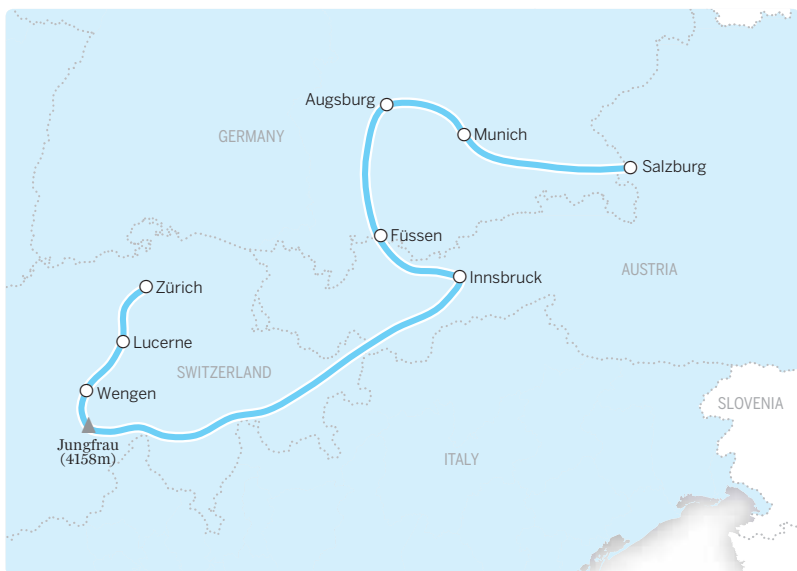 Augsburg
Munich
GERMANY
Salzburg
Füssen
AUSTRIA
Innsbruck
Zürich
Lucerne
SWITZERLAND
Wengen
SLOVENIA
Jungfrau
(4158m)
ITALY